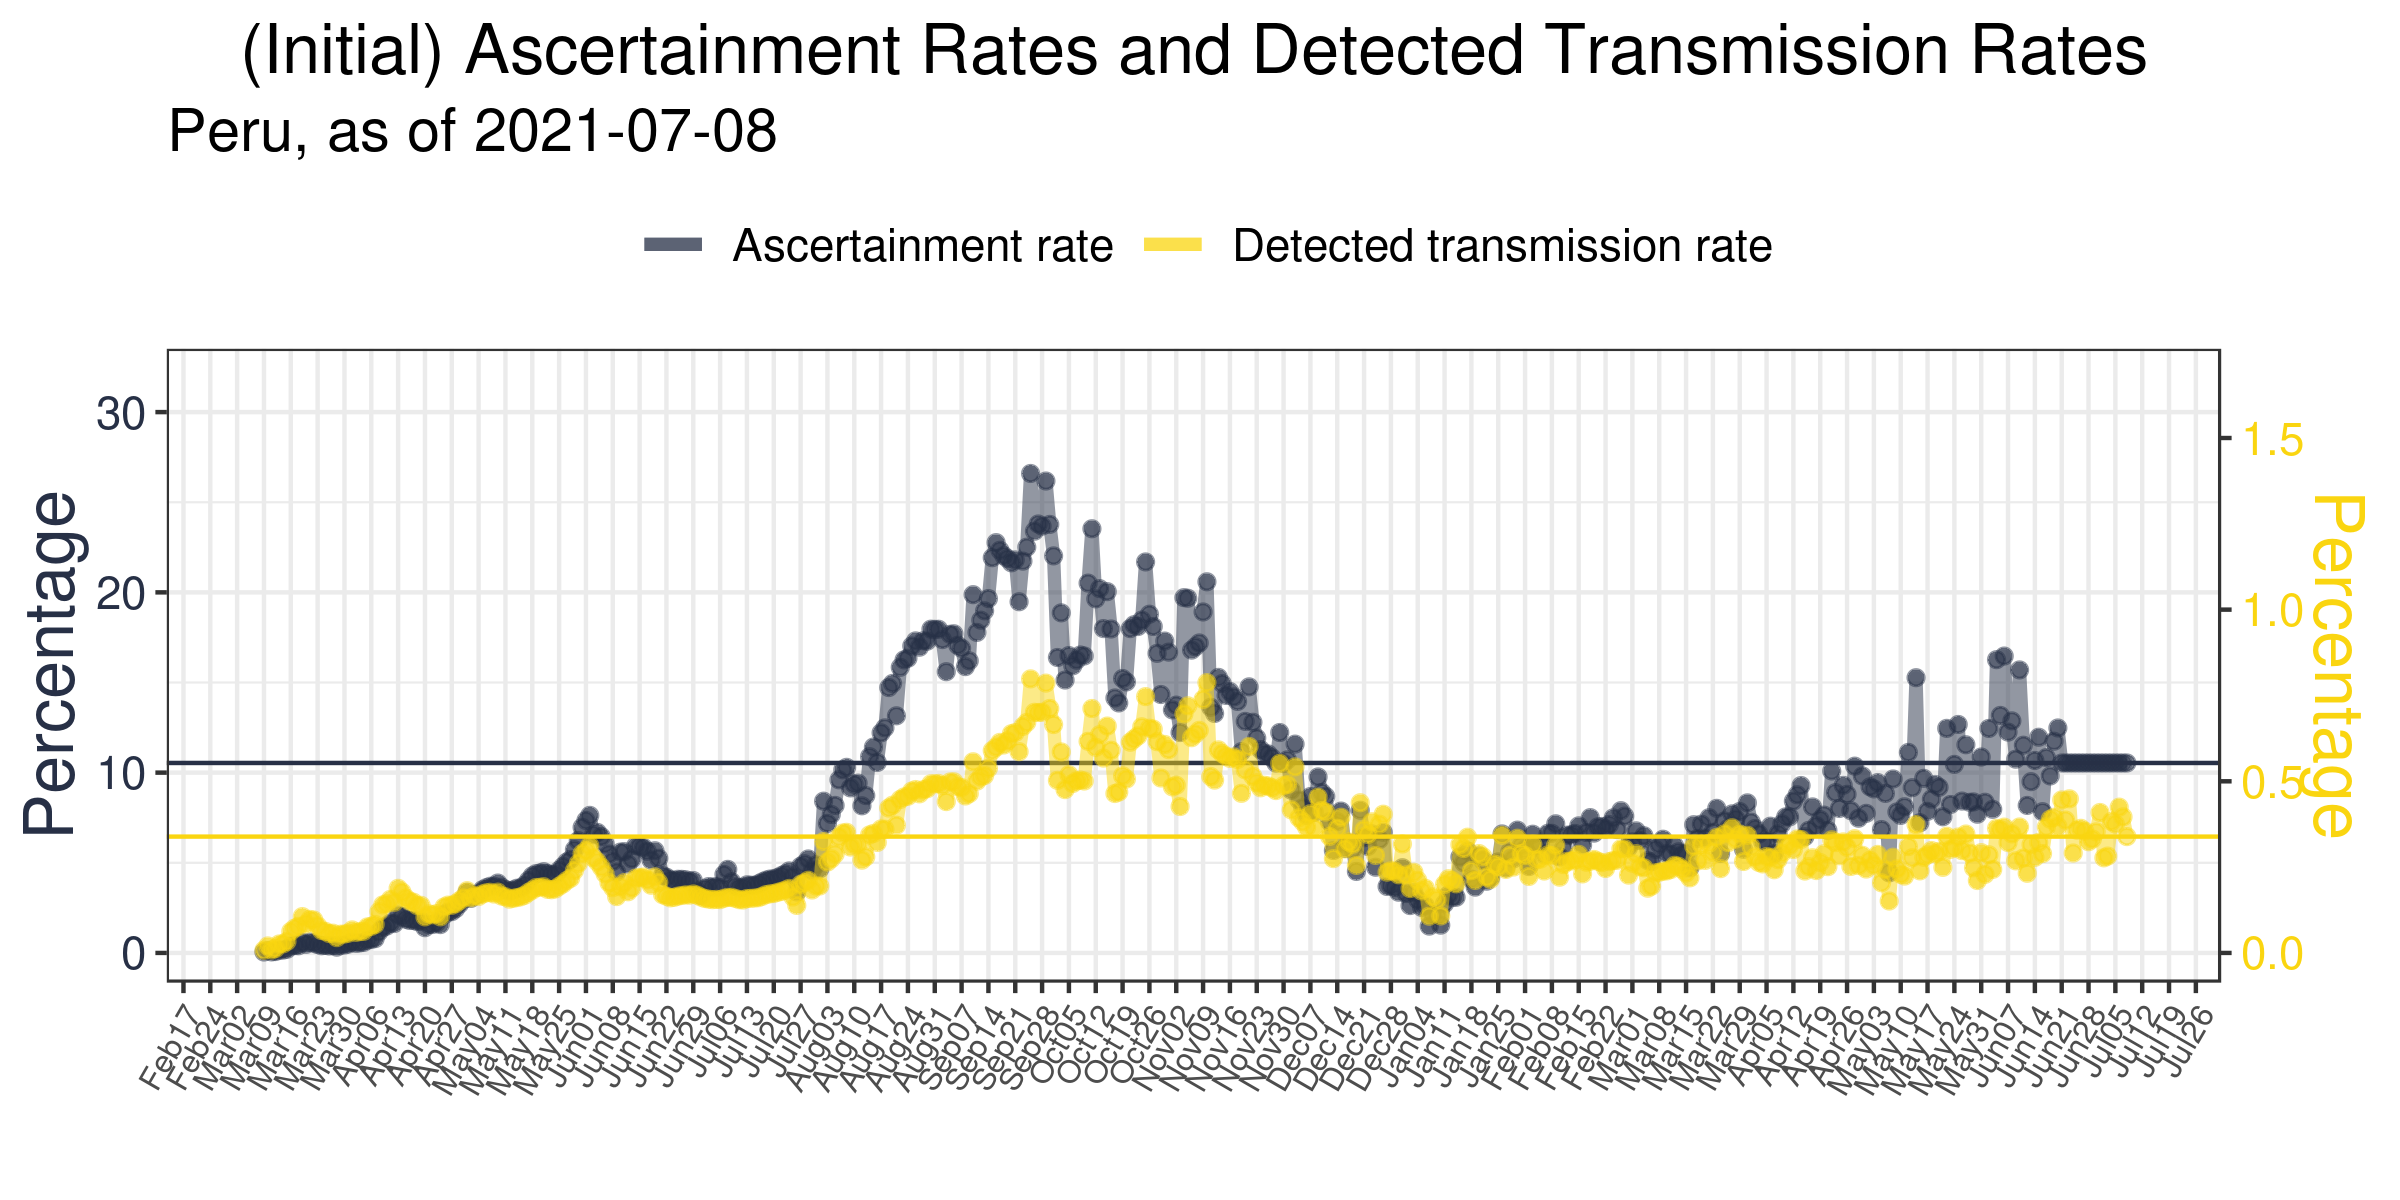 (Initial) Ascertainment Rates and Detected Transmission Rates
Peru, as of 2021-07-08
Ascertainment rate
Detected transmission rate
Percentage
30
20
10
0
1.5
1.0
0.5
0.0
Percentage
Feb17
Feb24
Mar02
Mar09
Mar16
Mar23
Mar30
Apr06
Apr13
Apr20
Apr27
May04
May11
May18
May25
Jun01
Jun08
Jun15
Jun22
Jun29
Jul06
Jul13
Jul20
Jul27
Aug03
Aug10
Aug17
Aug24
Aug31
Sep07
Sep14
Sep21
Sep28
Oct05
Oct12
Oct19
Oct26
Nov02
Nov09
Nov16
Nov23
Nov30
Dec07
Dec14
Dec21
Dec28
Jan04
Jan11
Jan18
Jan25
Feb01
Feb08
Feb15
Feb22
Mar01
Mar08
Mar15
Mar22
Mar29
Apr05
Apr12
Apr19
Apr26
May03
May10
May17
May24
May31
Jun07
Jun14
Jun21
Jun28
Jul05
Jul12
Jul19
Jul26